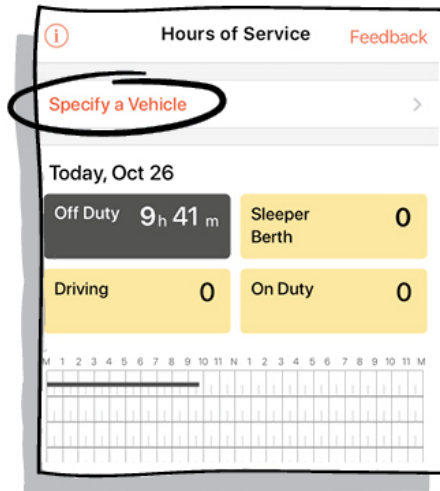 i Hours of Service Feedback
Specify a Vehicle
Today, Oct 26
Off Duty 9h 41 m
Sleeper Berth 0
Driving 0
On Duty 0
M 1 2 3 4 5 6 7 8 9 10 11 N 1 2 3 4 5 6 7 8 9 10 11 M